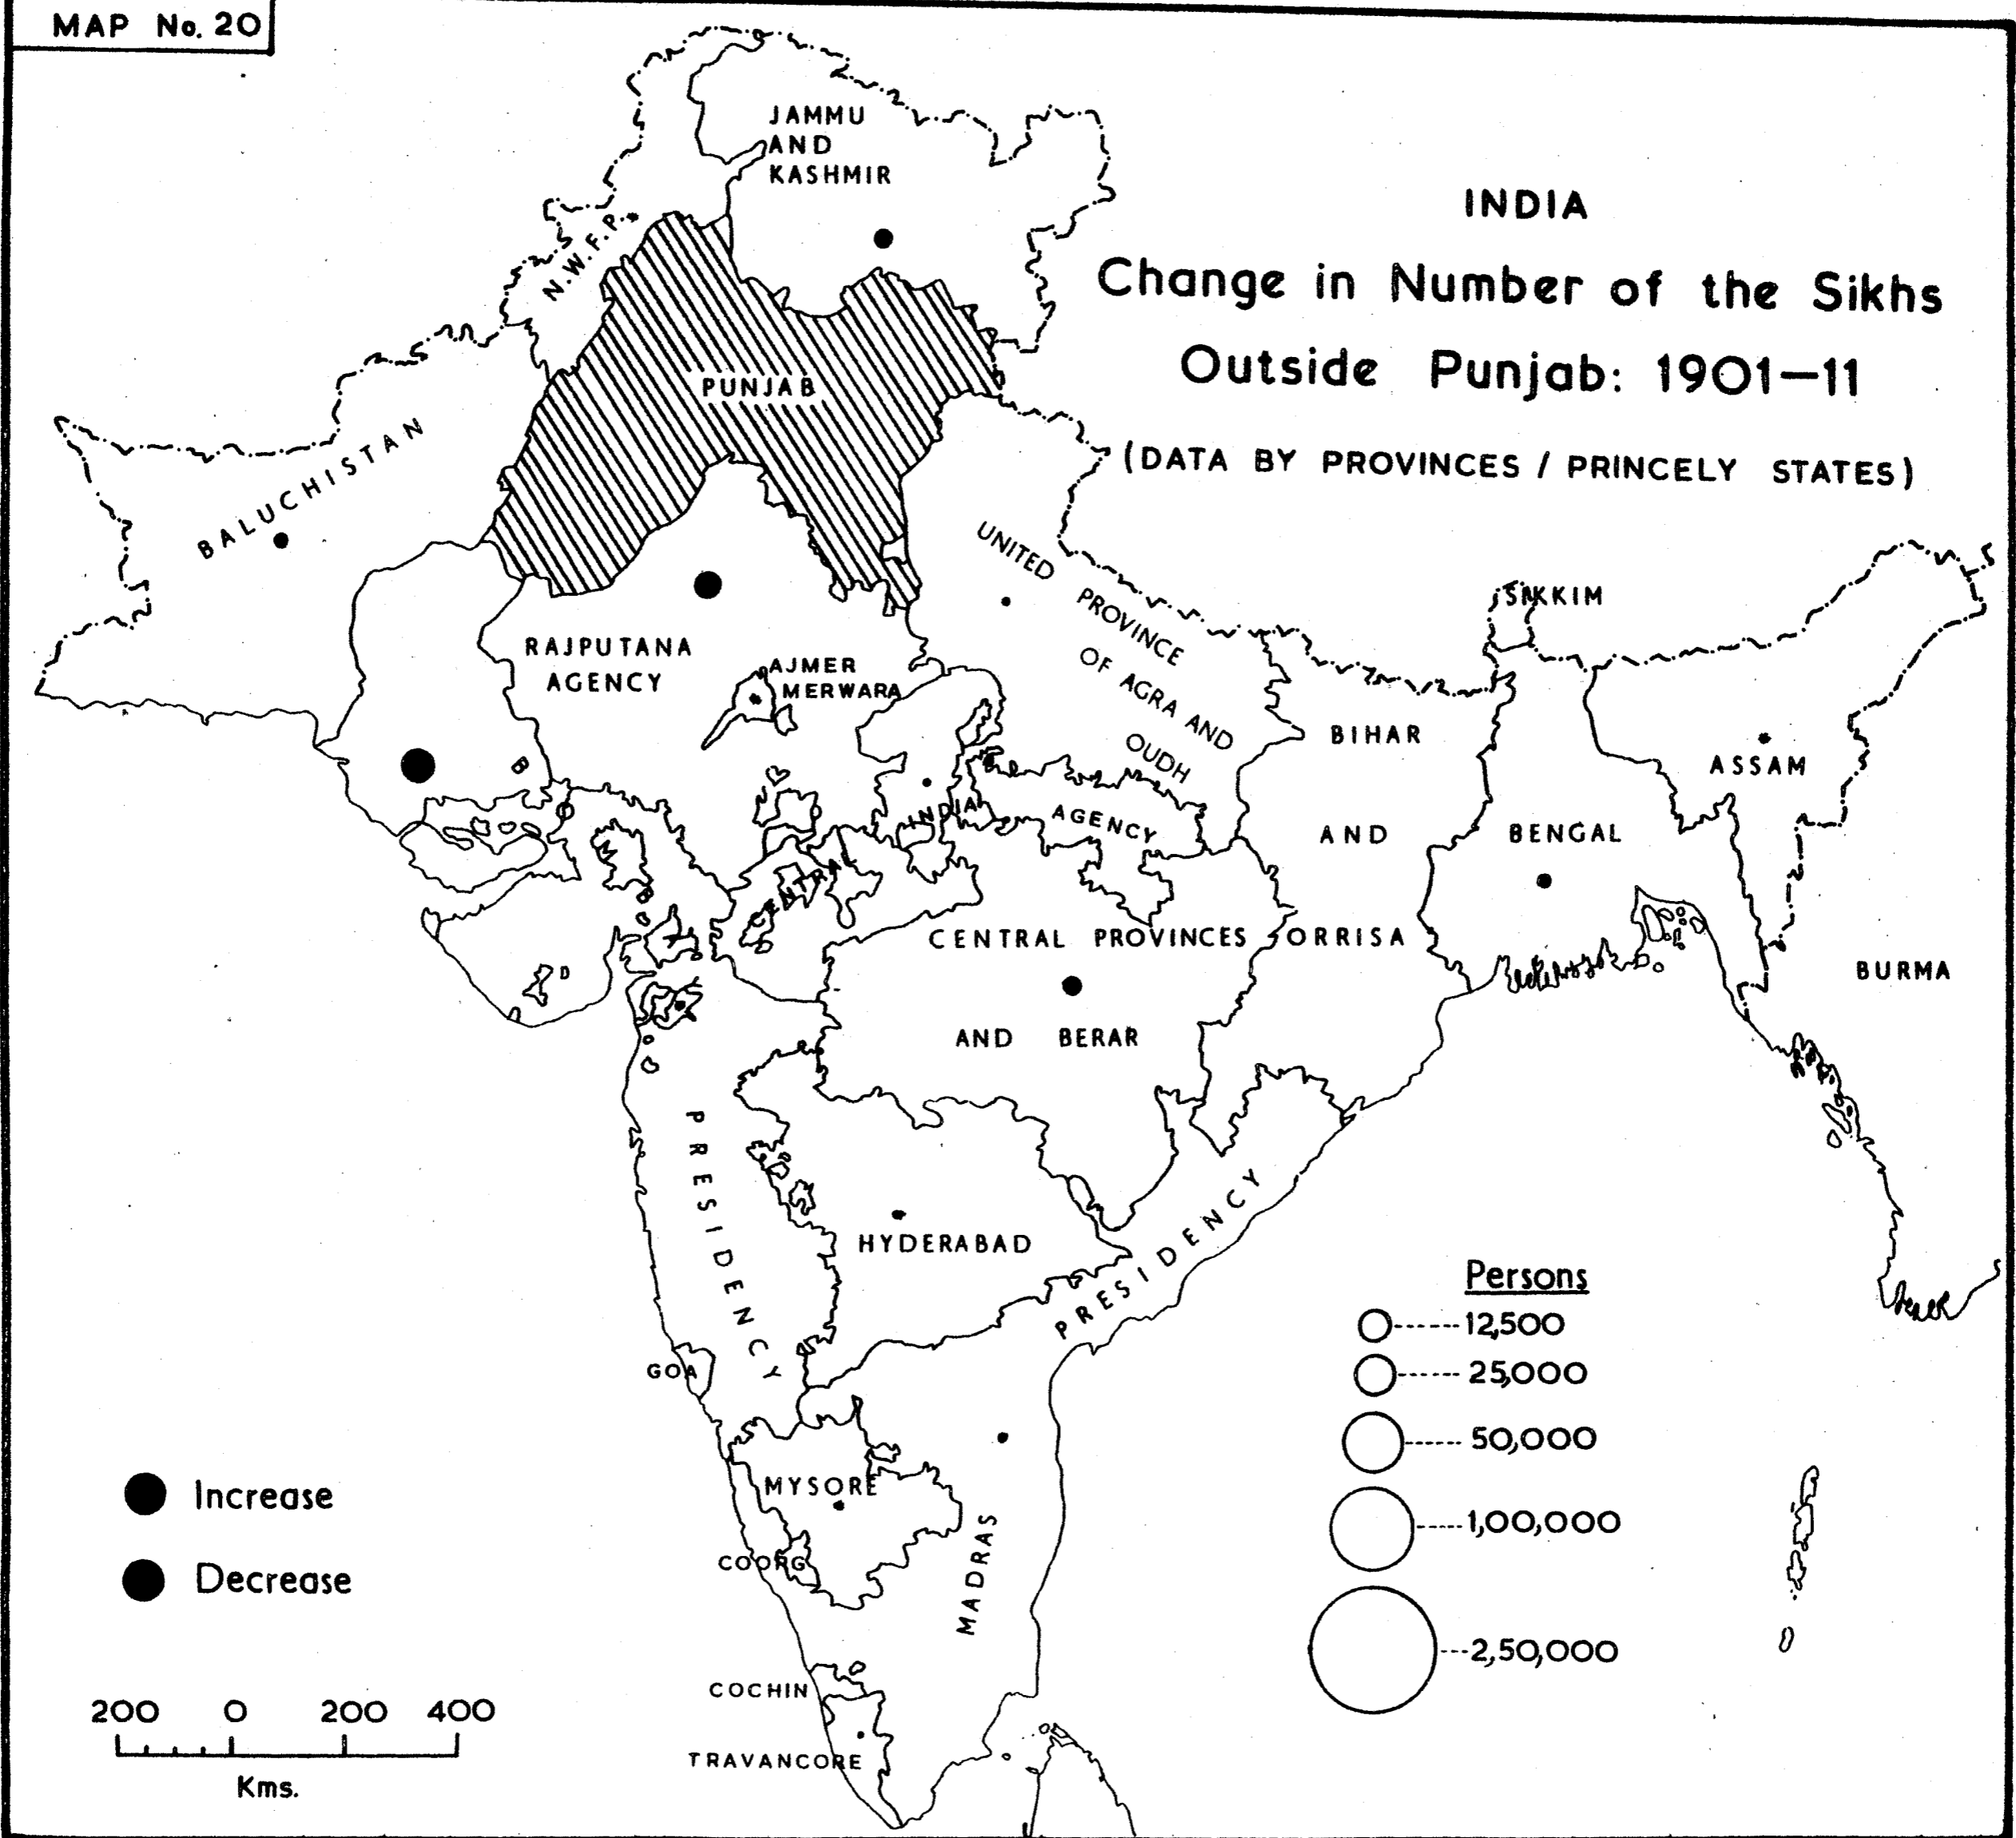 MAP No. 20
INDIA
Change in Number of the Sikhs
Outside Punjab: 1901—11
(DATA BY PROVINCES / PRINCELY STATES)
JAMMU
AND
KASHMIR
N.W.F.P.
PUNJAB
BALUCHISTAN
RAJPUTANA
AGENCY
AJMER
MERWARA
UNITED
PROVINCE
OF AGRA AND
OUDH
SIKKIM
BIHAR
AND
ORRISA
ASSAM
BENGAL
BURMA
CENTRAL INDIA AGENCY
CENTRAL PROVINCES
AND BERAR
BOMBAY
PRESIDENCY
HYDERABAD
GOA
MYSORE
COORG
MADRAS
PRESIDENCY
COCHIN
TRAVANCORE
Persons
12,500
25,000
50,000
1,00,000
2,50,000
Increase
Decrease
200 0 200 400
Kms.